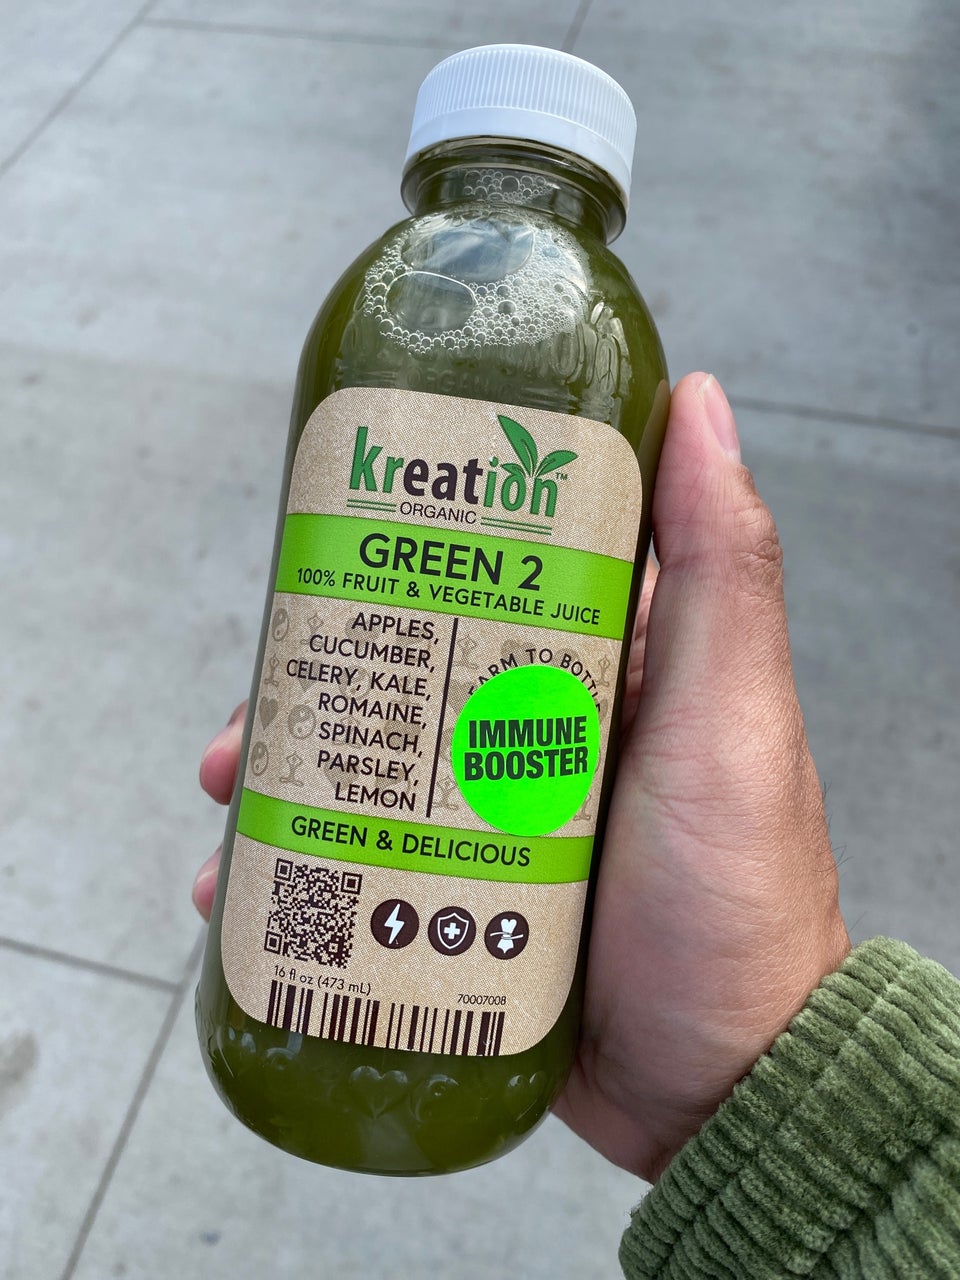 kreation™
ORGANIC
GREEN 2
100% FRUIT & VEGETABLE JUICE
APPLES,
CUCUMBER,
CELERY, KALE,
ROMAINE,
SPINACH,
PARSLEY,
LEMON
FARM TO BOTTLE
IMMUNE
BOOSTER
GREEN & DELICIOUS
16 fl oz (473 mL)
70007008